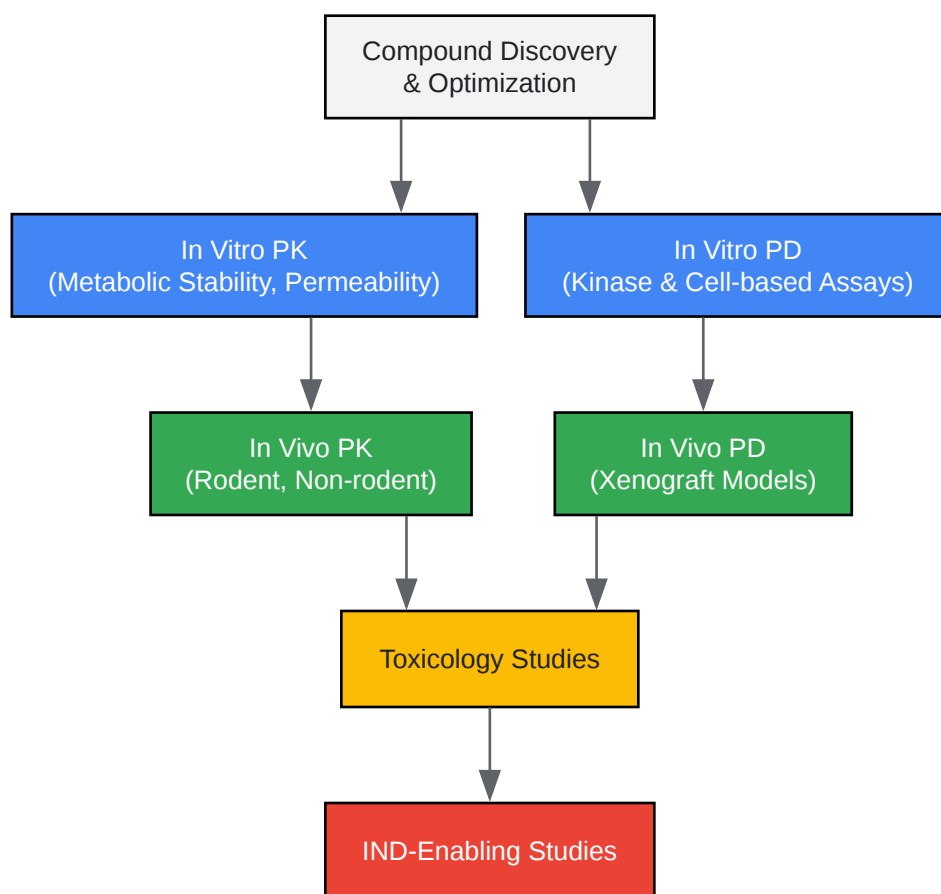 Compound Discovery
& Optimization
In Vitro PK
(Metabolic Stability, Permeability)
In Vitro PD
(Kinase & Cell-based Assays)
In Vivo PK
(Rodent, Non-rodent)
In Vivo PD
(Xenograft Models)
Toxicology Studies
IND-Enabling Studies